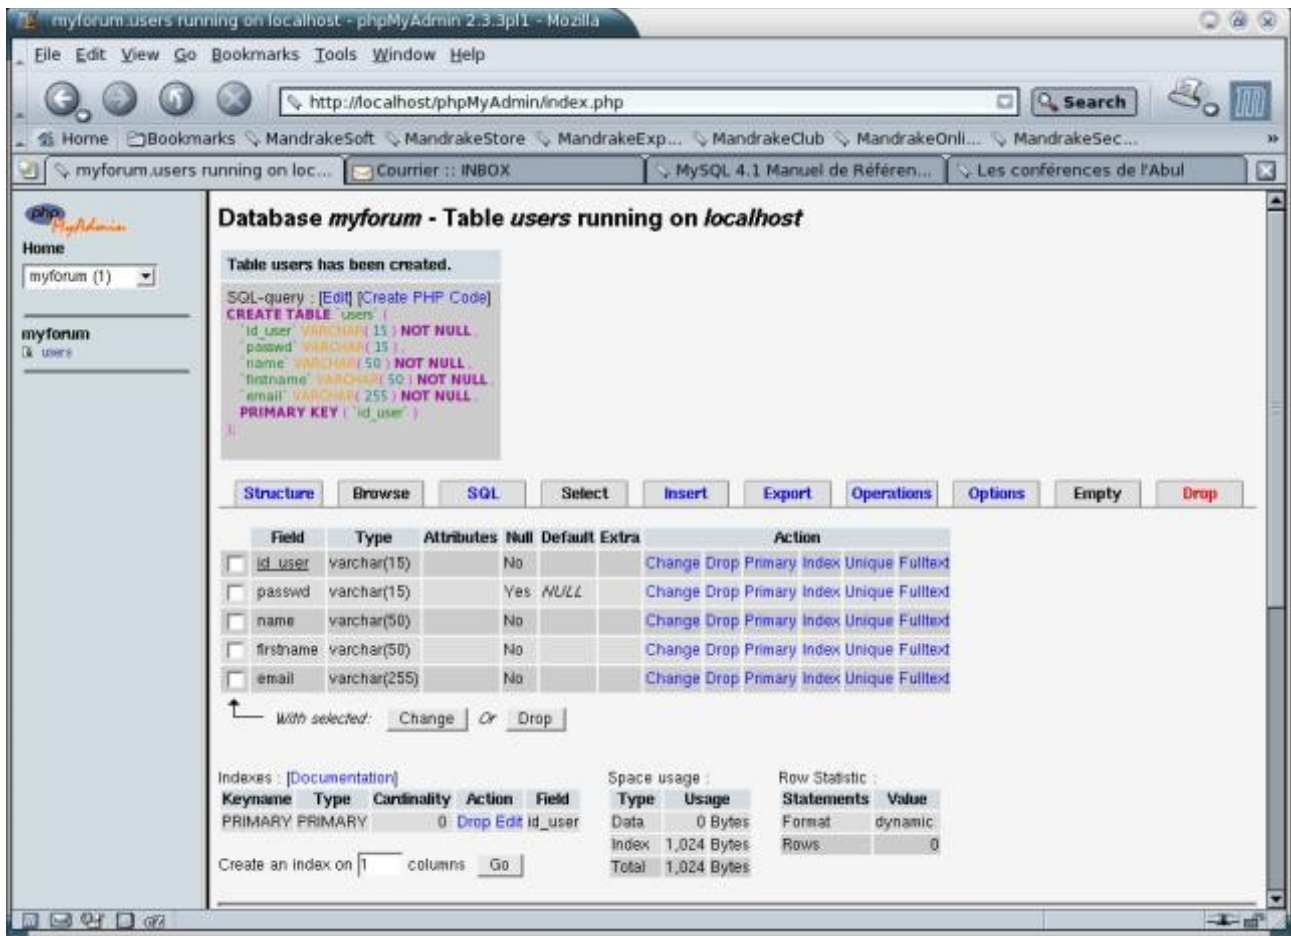 myforum.users running on localhost - phpMyAdmin 2.3.3pl1 - Mozilla
File Edit View Go Bookmarks Tools Window Help
http://localhost/phpMyAdmin/index.php Search
Home Bookmarks MandrakeSoft MandrakeStore MandrakeExp... MandrakeClub MandrakeOnli... MandrakeSec...
myforum.users running on loc... Courrier :: INBOX MySQL 4.1 Manuel de Référen... Les conférences de l'Abul
php MyAdmin
Home
myforum (1)
myforum
users
Database myforum - Table users running on localhost
Table users has been created.
SQL-query : [Edit] [Create PHP Code]
CREATE TABLE `users` (
`id_user` VARCHAR( 15 ) NOT NULL ,
`passwd` VARCHAR( 15 ) ,
`name` VARCHAR( 50 ) NOT NULL ,
`firstname` VARCHAR( 50 ) NOT NULL ,
`email` VARCHAR( 255 ) NOT NULL ,
PRIMARY KEY ( `id_user` )
);
Structure Browse SQL Select Insert Export Operations Options Empty Drop
Field Type Attributes Null Default Extra Action
id_user varchar(15) No Change Drop Primary Index Unique Fulltext
passwd varchar(15) Yes NULL Change Drop Primary Index Unique Fulltext
name varchar(50) No Change Drop Primary Index Unique Fulltext
firstname varchar(50) No Change Drop Primary Index Unique Fulltext
email varchar(255) No Change Drop Primary Index Unique Fulltext
With selected: Change Or Drop
Indexes : [Documentation] Space usage : Row Statistic :
Keyname Type Cardinality Action Field Type Usage Statements Value
PRIMARY PRIMARY 0 Drop Edit id_user Data 0 Bytes Format dynamic
Index 1,024 Bytes Rows 0
Create an index on 1 columns Go Total 1,024 Bytes